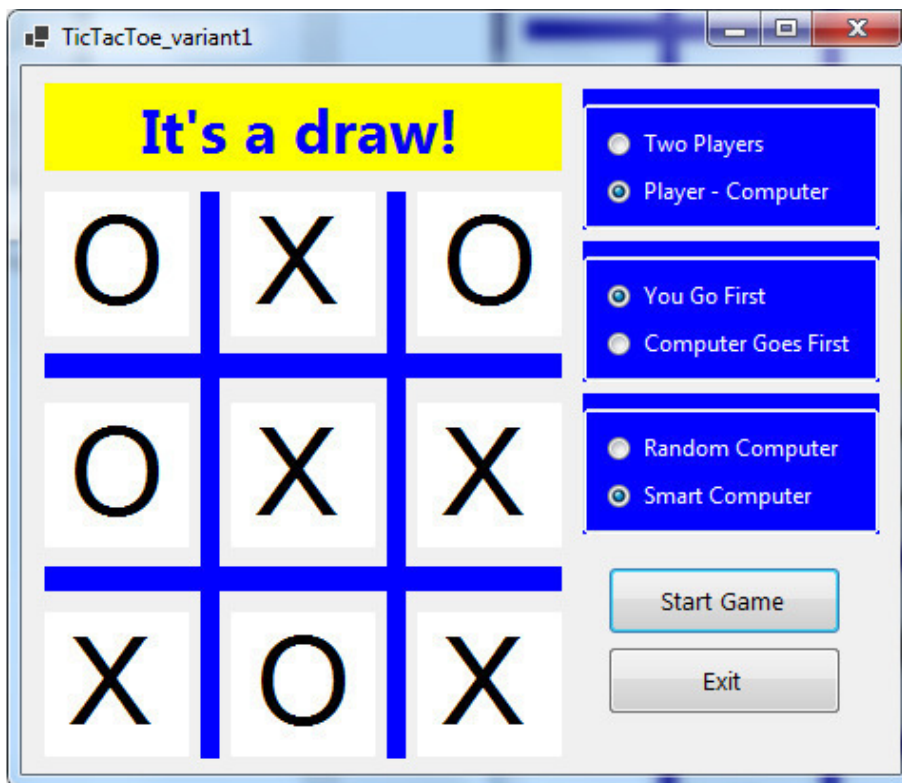 TicTacToe_variant1
It's a draw!
O X O
O X X
X O X
Two Players
Player - Computer
You Go First
Computer Goes First
Random Computer
Smart Computer
Start Game
Exit